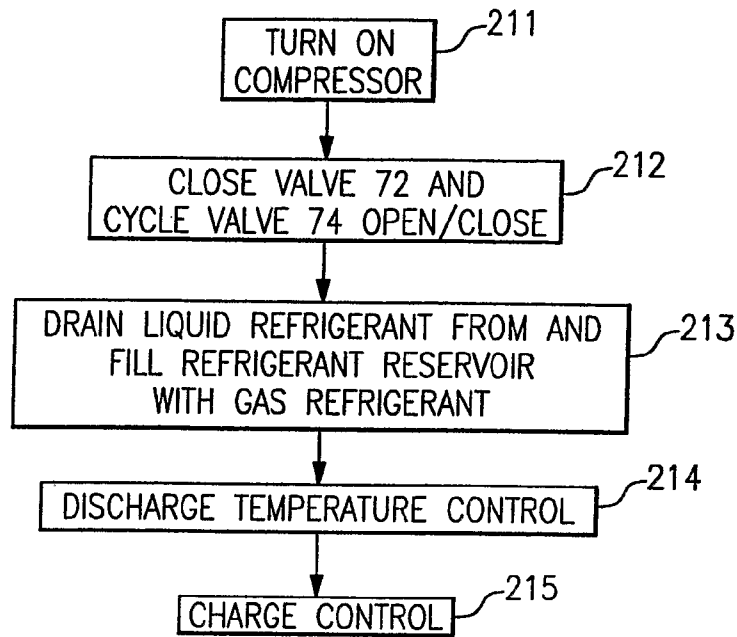 211
TURN ON
COMPRESSOR
212
CLOSE VALVE 72 AND
CYCLE VALVE 74 OPEN/CLOSE
213
DRAIN LIQUID REFRIGERANT FROM AND
FILL REFRIGERANT RESERVOIR
WITH GAS REFRIGERANT
214
DISCHARGE TEMPERATURE CONTROL
215
CHARGE CONTROL